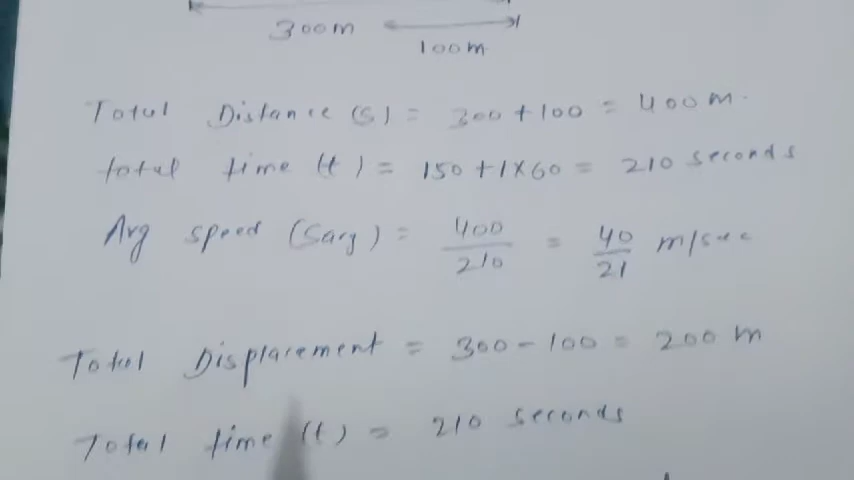 300m
100m
Total Distance (S) = 300 + 100 = 400 m.
total time (t) = 150 + 1 × 60 = 210 seconds
Avg speed (Savg) = 400/210 = 40/21 m/sec
Total Displacement = 300 - 100 = 200 m
Total time (t) = 210 seconds